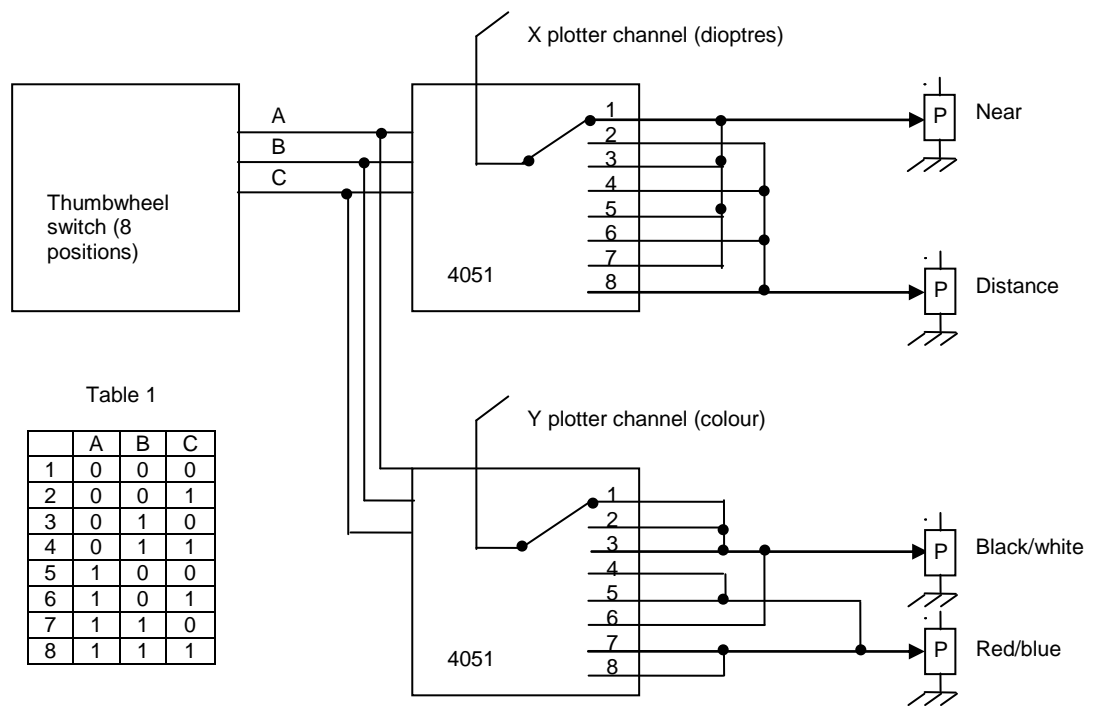 X plotter channel (dioptres)
A
B
C
Thumbwheel
switch (8
positions)
1
2
3
4
5
6
7
8
4051
P
Near
P
Distance
Table 1
A B C
1 0 0 0
2 0 0 1
3 0 1 0
4 0 1 1
5 1 0 0
6 1 0 1
7 1 1 0
8 1 1 1
Y plotter channel (colour)
1
2
3
4
5
6
7
8
4051
P
Black/white
P
Red/blue